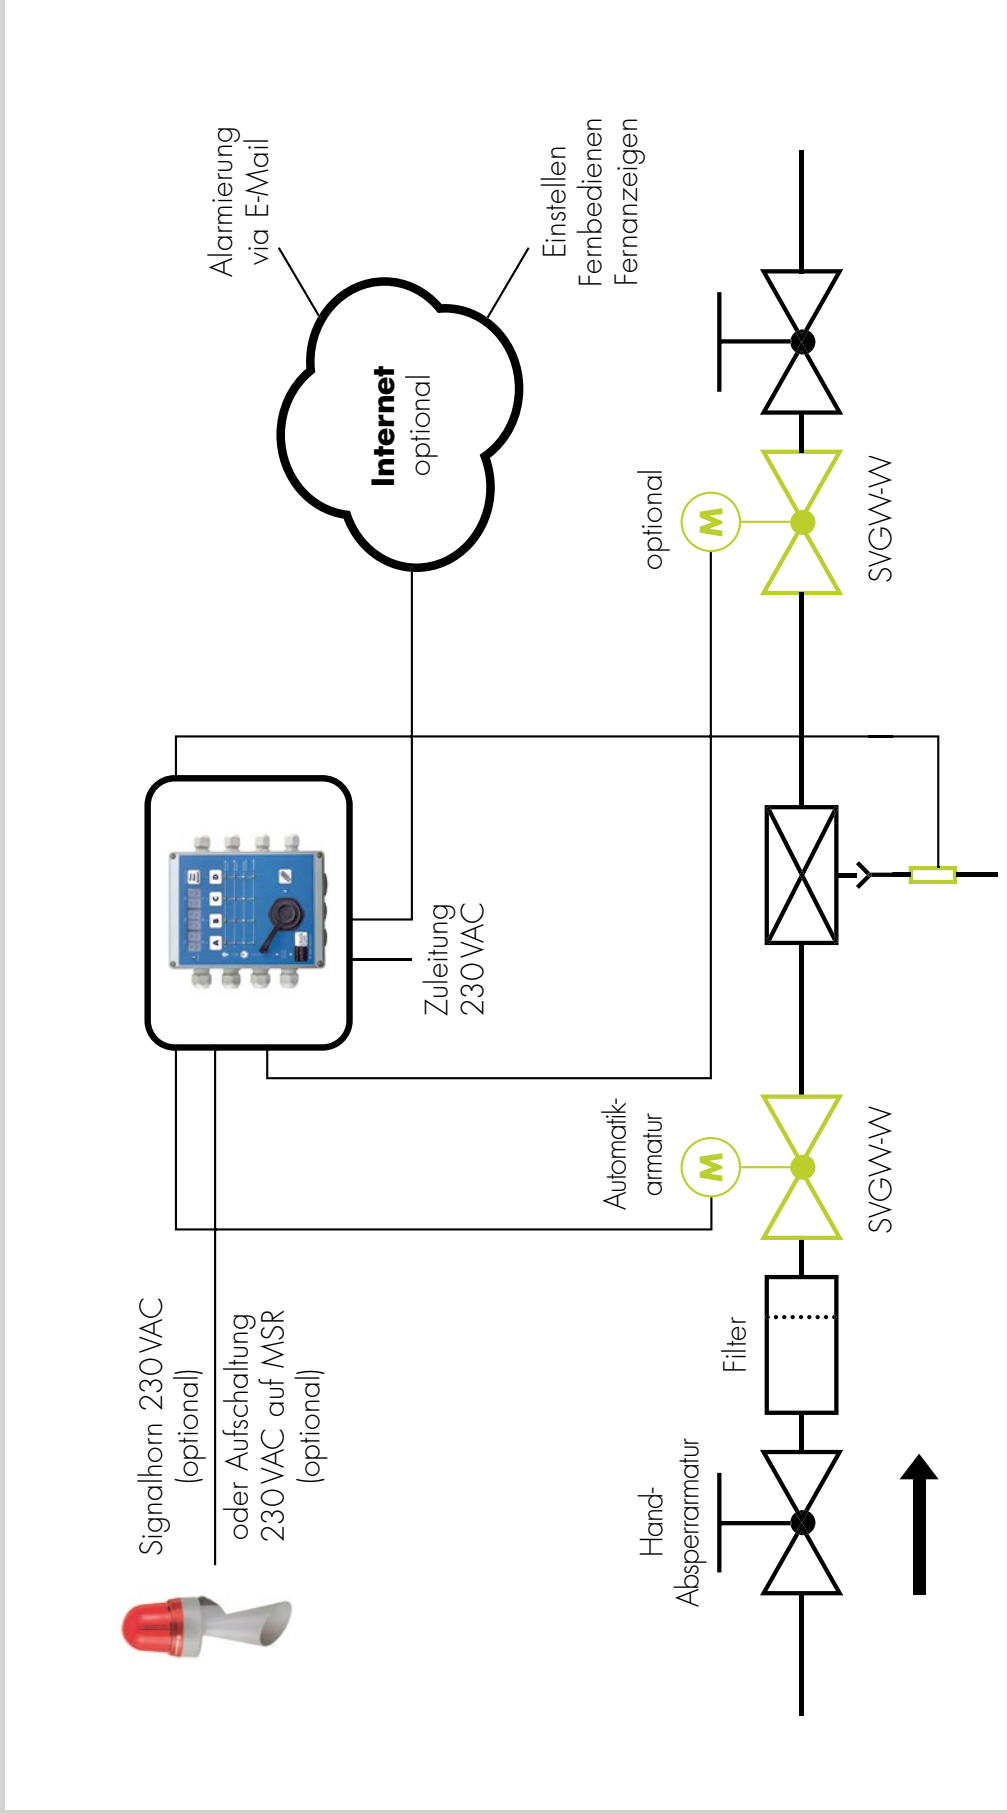 Signalhorn 230 VAC
(optional)
oder Aufschaltung
230 VAC auf MSR
(optional)
A B C D
Zuleitung
230 VAC
Alarmierung
via E-Mail
Internet
optional
Einstellen
Fernbedienen
Fernanzeigen
Hand-
Absperrarmatur
Filter
Automatik-
armatur
W
SVGW-W
optional
W
SVGW-W